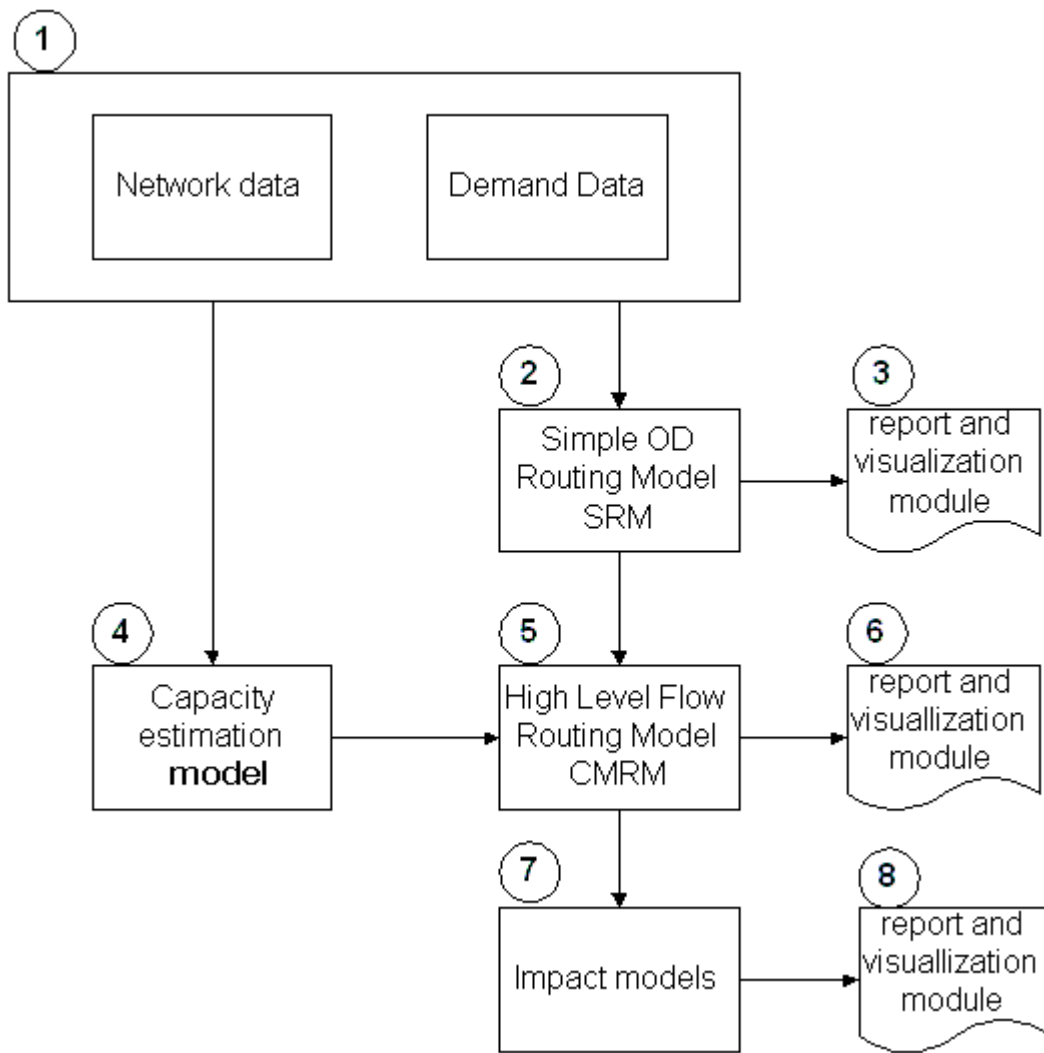 1
Network data
Demand Data
2
Simple OD
Routing Model
SRM
3
report and
visualization
module
4
Capacity
estimation
model
5
High Level Flow
Routing Model
CMRM
6
report and
visuallization
module
7
Impact models
8
report and
visuallization
module